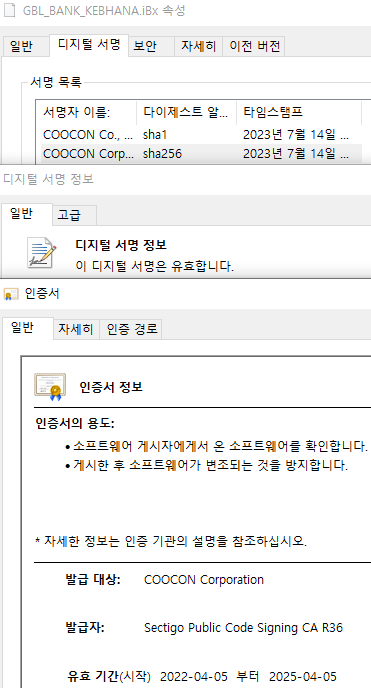 GBL_BANK_KEBHANA.iBx 속성
일반 디지털 서명 보안 자세히 이전 버전
서명 목록
서명자 이름: 다이제스트 알... 타임스탬프
COOCON Co., ... sha1 2023년 7월 14일 ...
COOCON Corp... sha256 2023년 7월 14일 ...
디지털 서명 정보
일반 고급
디지털 서명 정보
이 디지털 서명은 유효합니다.
인증서
일반 자세히 인증 경로
인증서 정보
인증서의 용도:
• 소프트웨어 게시자에게서 온 소프트웨어를 확인합니다.
• 게시한 후 소프트웨어가 변조되는 것을 방지합니다.
* 자세한 정보는 인증 기관의 설명을 참조하십시오.
발급 대상: COOCON Corporation
발급자: Sectigo Public Code Signing CA R36
유효 기간(시작) 2022-04-05 부터 2025-04-05